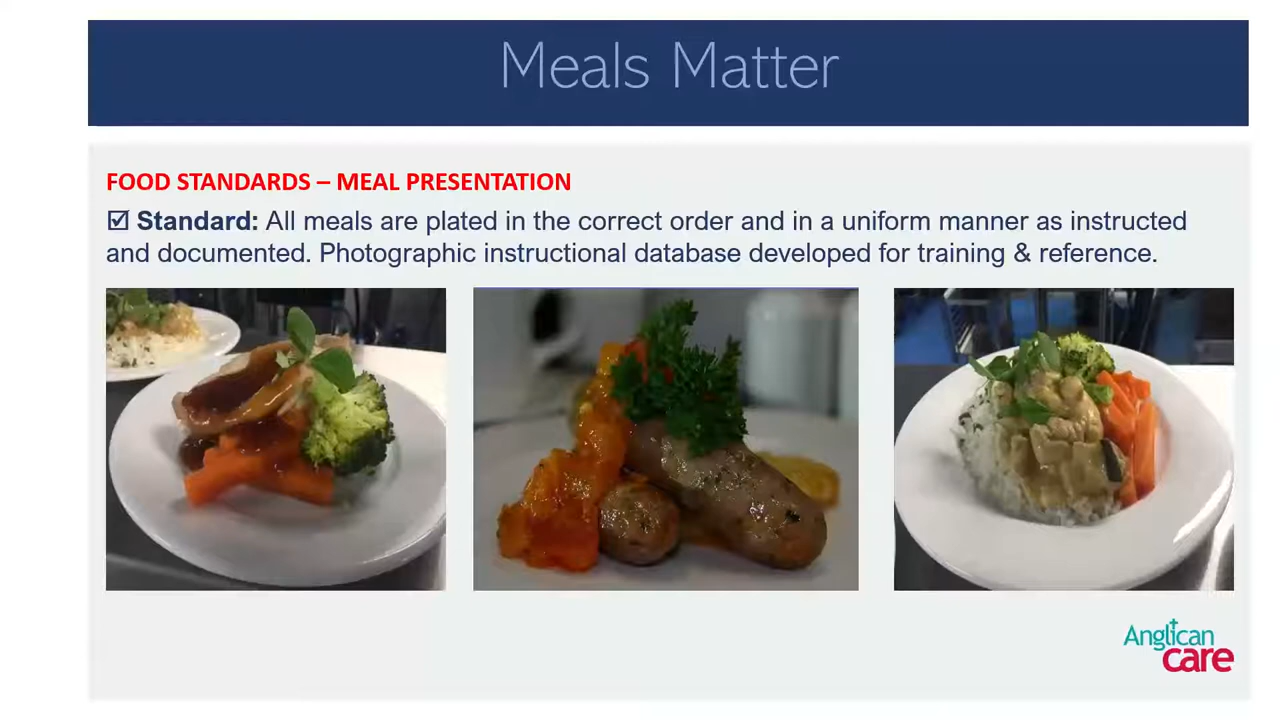 Meals Matter
FOOD STANDARDS – MEAL PRESENTATION
☑ Standard: All meals are plated in the correct order and in a uniform manner as instructed
and documented. Photographic instructional database developed for training & reference.
Anglican
care